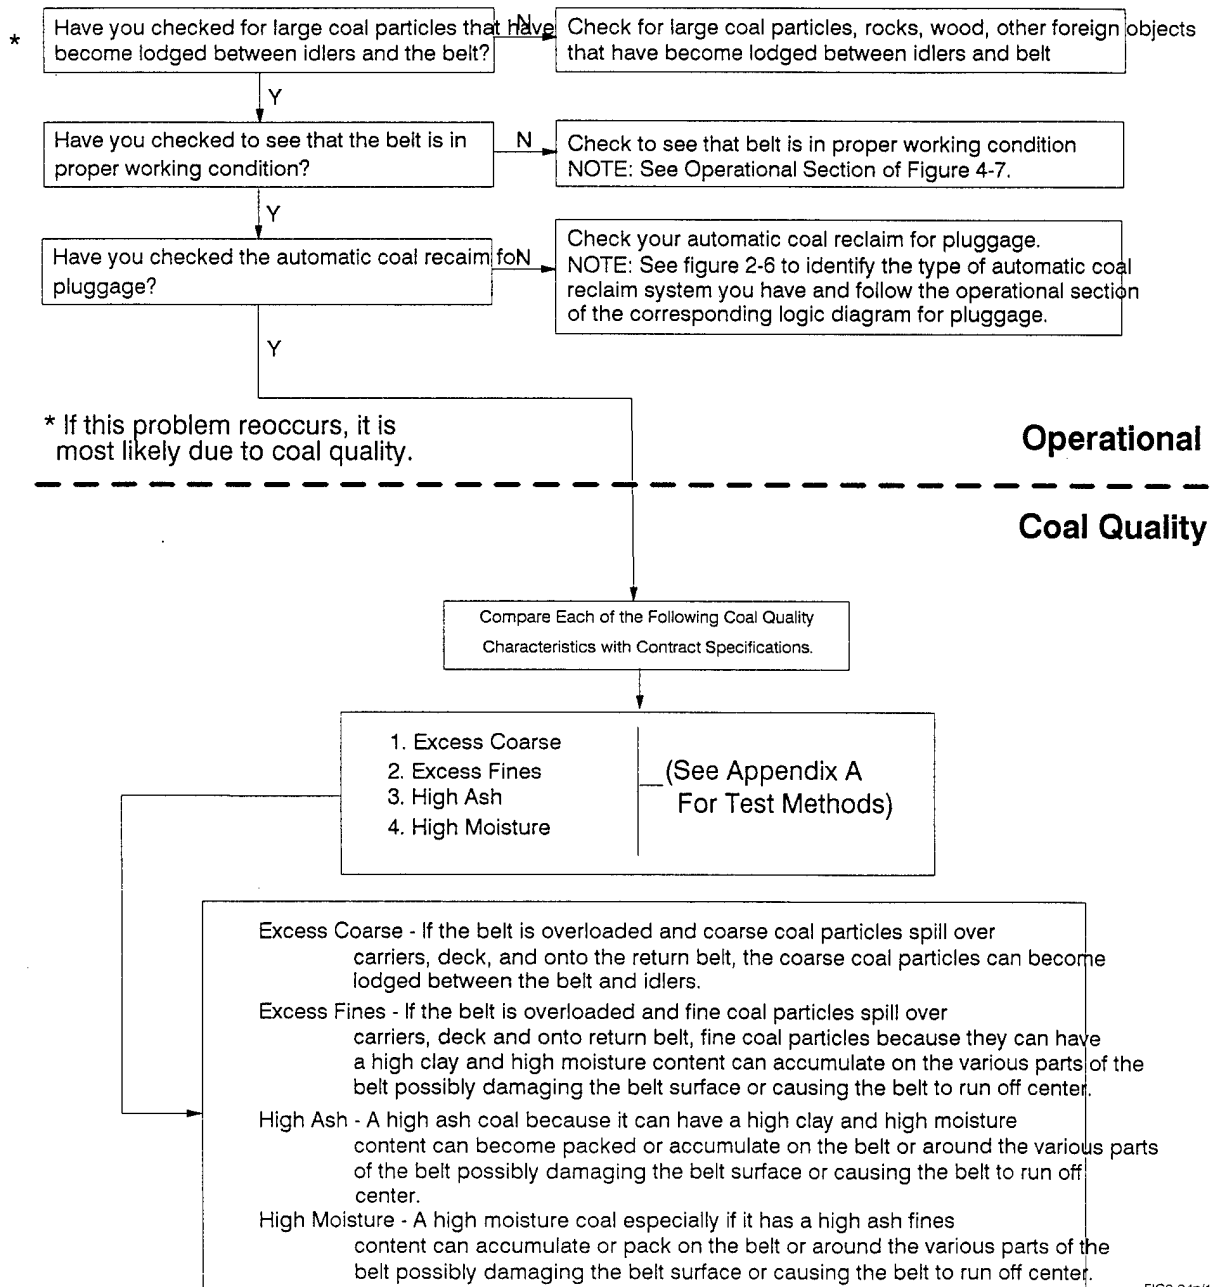 *
Have you checked for large coal particles that have
become lodged between idlers and the belt?
N
Check for large coal particles, rocks, wood, other foreign objects
that have become lodged between idlers and belt
Y
Have you checked to see that the belt is in
proper working condition?
N
Check to see that belt is in proper working condition
NOTE: See Operational Section of Figure 4-7.
Y
Have you checked the automatic coal recaim fo
pluggage?
N
Check your automatic coal reclaim for pluggage.
NOTE: See figure 2-6 to identify the type of automatic coal
reclaim system you have and follow the operational section
of the corresponding logic diagram for pluggage.
Y
* If this problem reoccurs, it is
most likely due to coal quality.
Operational
Coal Quality
Compare Each of the Following Coal Quality
Characteristics with Contract Specifications.
1. Excess Coarse
2. Excess Fines
3. High Ash
4. High Moisture
(See Appendix A
For Test Methods)
Excess Coarse - If the belt is overloaded and coarse coal particles spill over
carriers, deck, and onto the return belt, the coarse coal particles can become
lodged between the belt and idlers.
Excess Fines - If the belt is overloaded and fine coal particles spill over
carriers, deck and onto return belt, fine coal particles because they can have
a high clay and high moisture content can accumulate on the various parts of the
belt possibly damaging the belt surface or causing the belt to run off center.
High Ash - A high ash coal because it can have a high clay and high moisture
content can become packed or accumulate on the belt or around the various parts
of the belt possibly damaging the belt surface or causing the belt to run off
center.
High Moisture - A high moisture coal especially if it has a high ash fines
content can accumulate or pack on the belt or around the various parts of the
belt possibly damaging the belt surface or causing the belt to run off center.